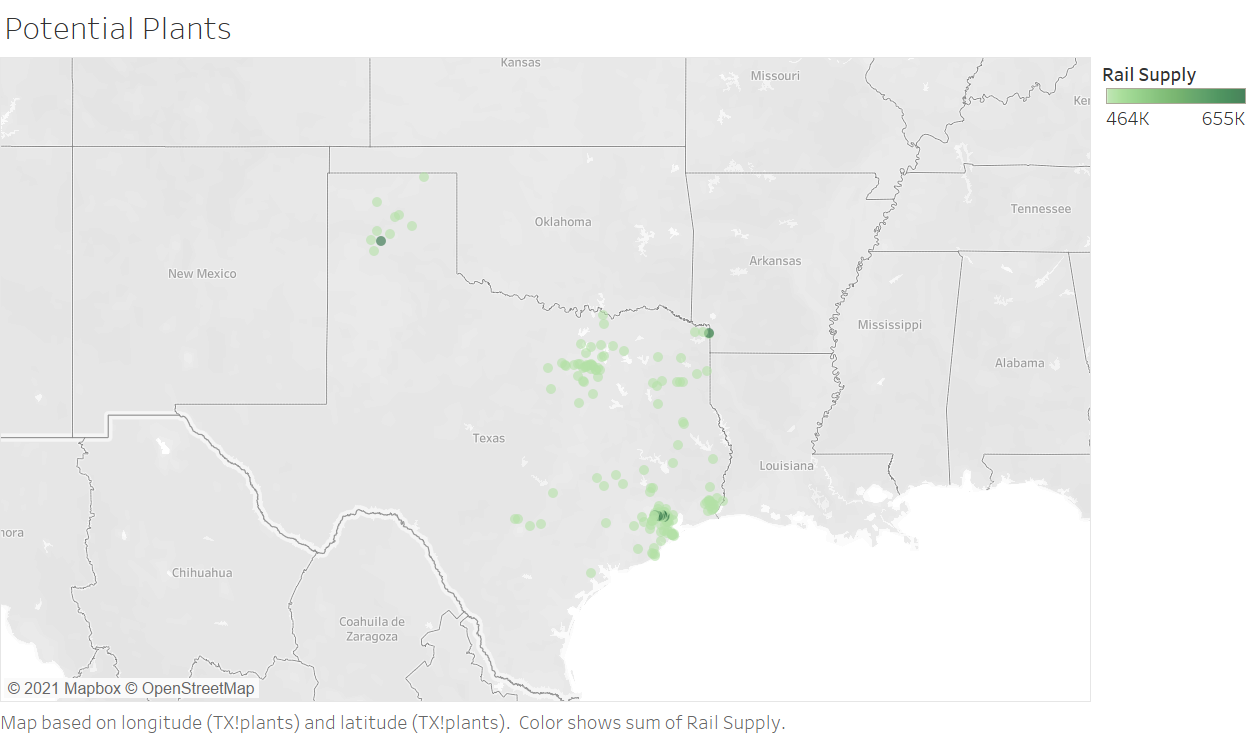 Potential Plants
Kansas
Missouri
Rail Supply
464K 655K
Oklahoma
Tennessee
Arkansas
New Mexico
Mississippi
Alabama
Texas
Louisiana
Chihuahua
Coahuila de
Zaragoza
© 2021 Mapbox © OpenStreetMap
Map based on longitude (TX!plants) and latitude (TX!plants). Color shows sum of Rail Supply.